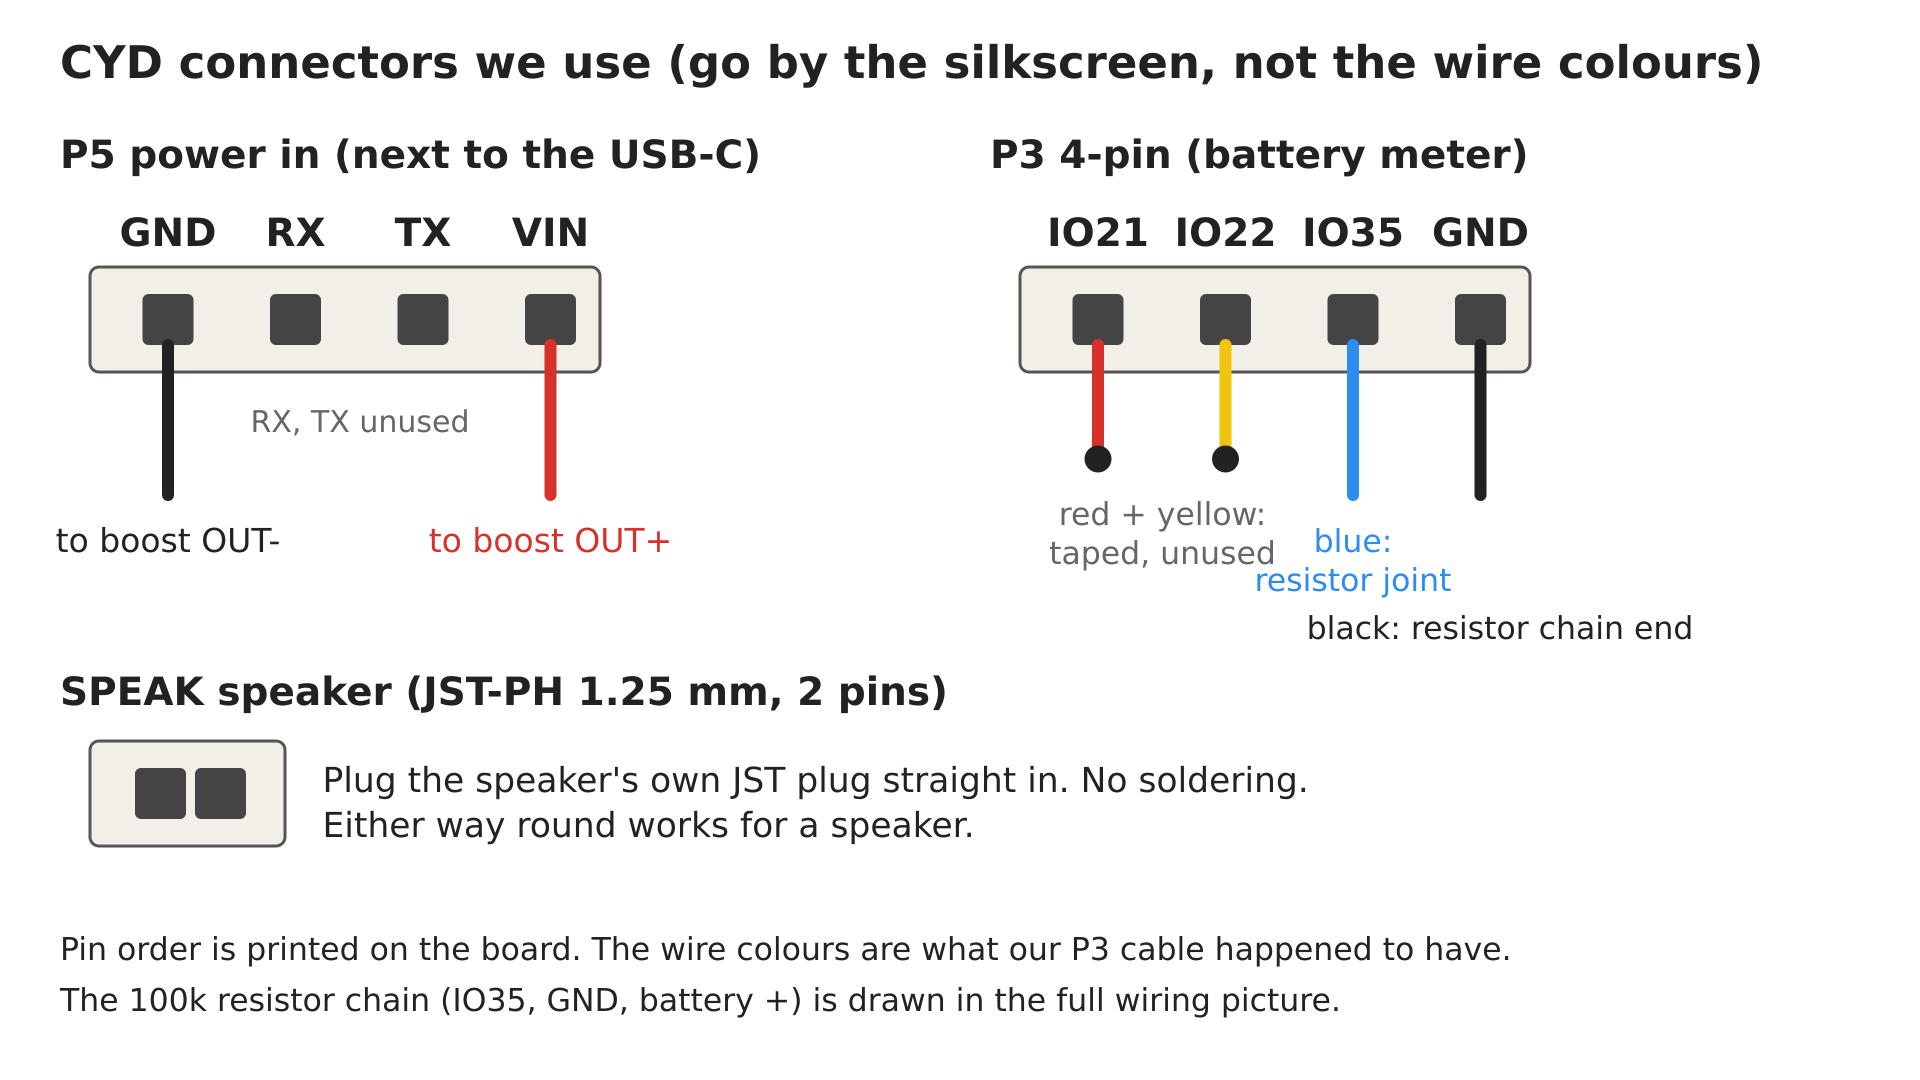 CYD connectors we use (go by the silkscreen, not the wire colours)
P5 power in (next to the USB-C)
GND RX TX VIN
RX, TX unused
to boost OUT-
to boost OUT+
P3 4-pin (battery meter)
IO21 IO22 IO35 GND
red + yellow:
taped, unused
blue:
resistor joint
black: resistor chain end
SPEAK speaker (JST-PH 1.25 mm, 2 pins)
Plug the speaker's own JST plug straight in. No soldering.
Either way round works for a speaker.
Pin order is printed on the board. The wire colours are what our P3 cable happened to have.
The 100k resistor chain (IO35, GND, battery +) is drawn in the full wiring picture.